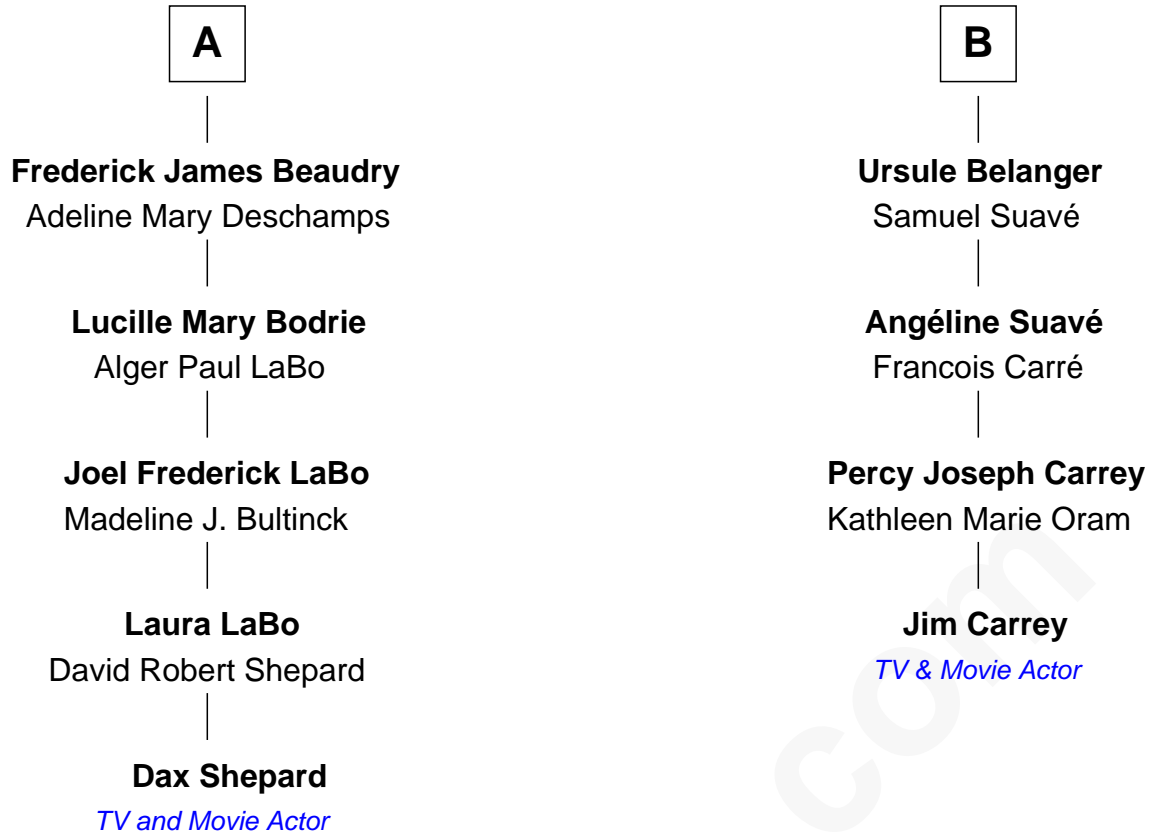 A
Frederick James Beaudry
Adeline Mary Deschamps
Lucille Mary Bodrie
Alger Paul LaBo
Joel Frederick LaBo
Madeline J. Bultinck
Laura LaBo
David Robert Shepard
Dax Shepard
TV and Movie Actor
B
Ursule Belanger
Samuel Suavé
Angéline Suavé
Francois Carré
Percy Joseph Carrey
Kathleen Marie Oram
Jim Carrey
TV & Movie Actor
com